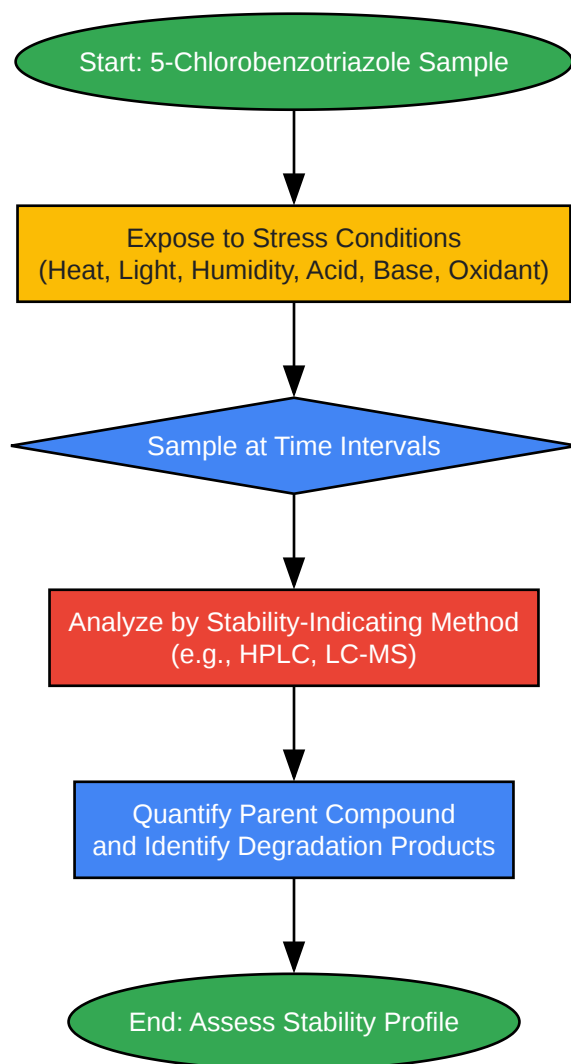 Start: 5-Chlorobenzotriazole Sample
Expose to Stress Conditions
(Heat, Light, Humidity, Acid, Base, Oxidant)
Sample at Time Intervals
Analyze by Stability-Indicating Method
(e.g., HPLC, LC-MS)
Quantify Parent Compound
and Identify Degradation Products
End: Assess Stability Profile